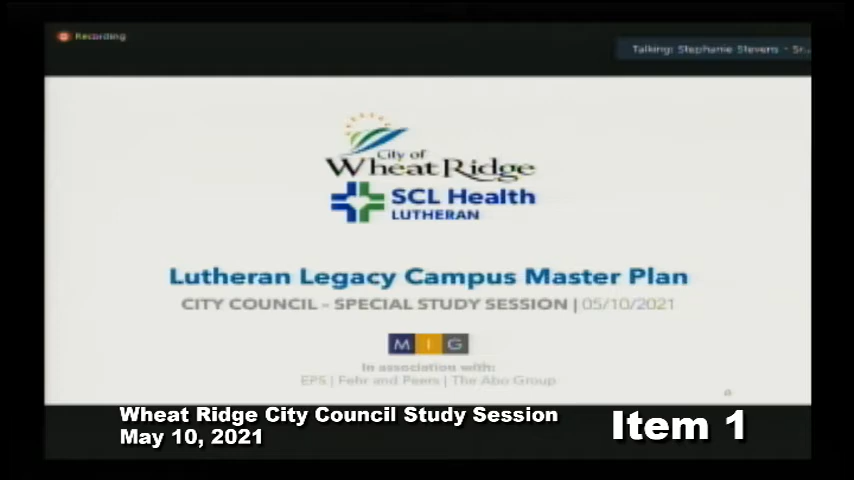 Recording
Talking: Stephanie Stevens - Sr...
City of
Wheat Ridge
SCL Health
LUTHERAN
Lutheran Legacy Campus Master Plan
CITY COUNCIL – SPECIAL STUDY SESSION | 05/10/2021
M I G
In association with:
EPS | Fehr and Peers | The Abo Group
Wheat Ridge City Council Study Session
May 10, 2021
Item 1